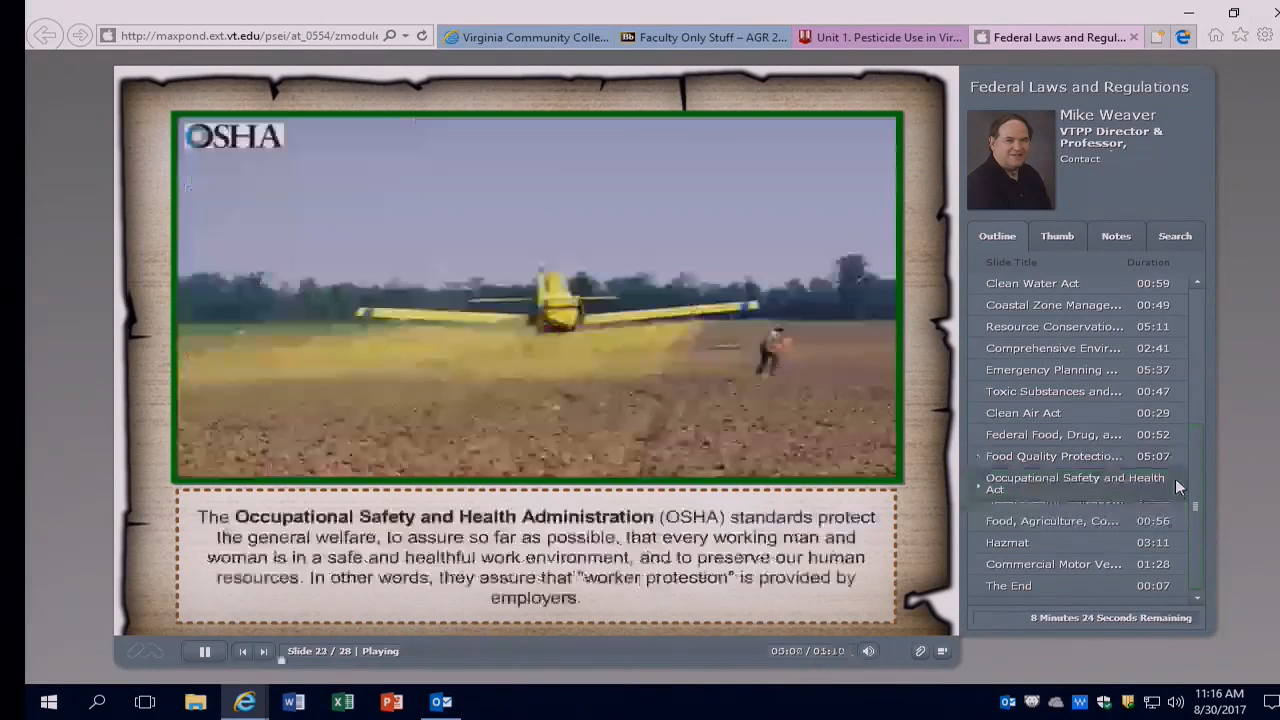 http://maxpond.ext.vt.edu/psei/at_0554/zmodule
Virginia Community Colle...
Bb Faculty Only Stuff – AGR 2...
Unit 1. Pesticide Use in Vir...
Federal Laws and Regul...
OSHA
The Occupational Safety and Health Administration (OSHA) standards protect
the general welfare, to assure so far as possible, that every working man and
woman is in a safe and healthful work environment, and to preserve our human
resources. In other words, they assure that "worker protection" is provided by
employers.
Slide 23 / 28 | Playing
Federal Laws and Regulations
Mike Weaver
VTPP Director &
Professor,
Contact
Outline
Thumb
Notes
Search
Slide Title Duration
Clean Water Act 00:59
Coastal Zone Manage... 00:49
Resource Conservatio... 05:11
Comprehensive Envir... 02:41
Emergency Planning ... 05:37
Toxic Substances and... 00:47
Clean Air Act 00:29
Federal Food, Drug, a... 00:52
Food Quality Protectio... 05:07
Occupational Safety and Health
Act
Food, Agriculture, Co... 00:56
Hazmat 03:11
Commercial Motor Ve... 01:28
The End 00:07
8 Minutes 24 Seconds Remaining
11:16 AM
8/30/2017